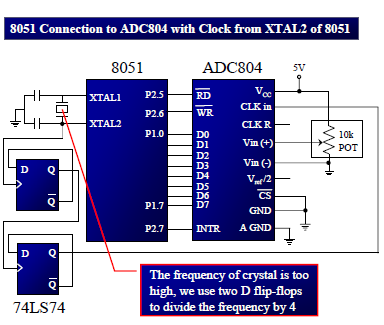 8051 Connection to ADC804 with Clock from XTAL2 of 8051
8051
ADC804
5V
XTAL1
XTAL2
P2.5
P2.6
P1.0
P1.7
P2.7
RD
WR
D0
D1
D2
D3
D4
D5
D6
D7
INTR
Vcc
CLK in
CLK R
Vin (+)
Vin (-)
Vref/2
CS
GND
A GND
10k
POT
D
Q
Q
D
Q
Q
74LS74
The frequency of crystal is too
high, we use two D flip-flops
to divide the frequency by 4